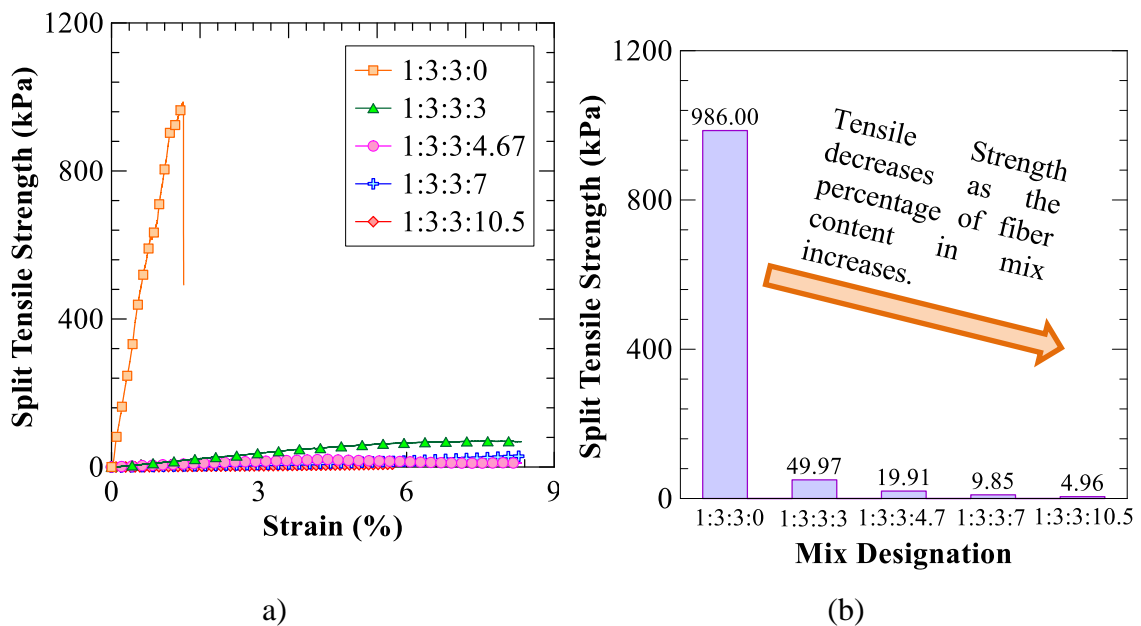 1200
800
400
0
Split Tensile Strength (kPa)
1:3:3:0
1:3:3:3
1:3:3:4.67
1:3:3:7
1:3:3:10.5
0 3 6 9
Strain (%)
a)
1200
800
400
0
Split Tensile Strength (kPa)
986.00
49.97
19.91
9.85
4.96
Tensile Strength
decreases as the
percentage of fiber
content in mix
increases.
1:3:3:0 1:3:3:3 1:3:3:4.7 1:3:3:7 1:3:3:10.5
Mix Designation
(b)